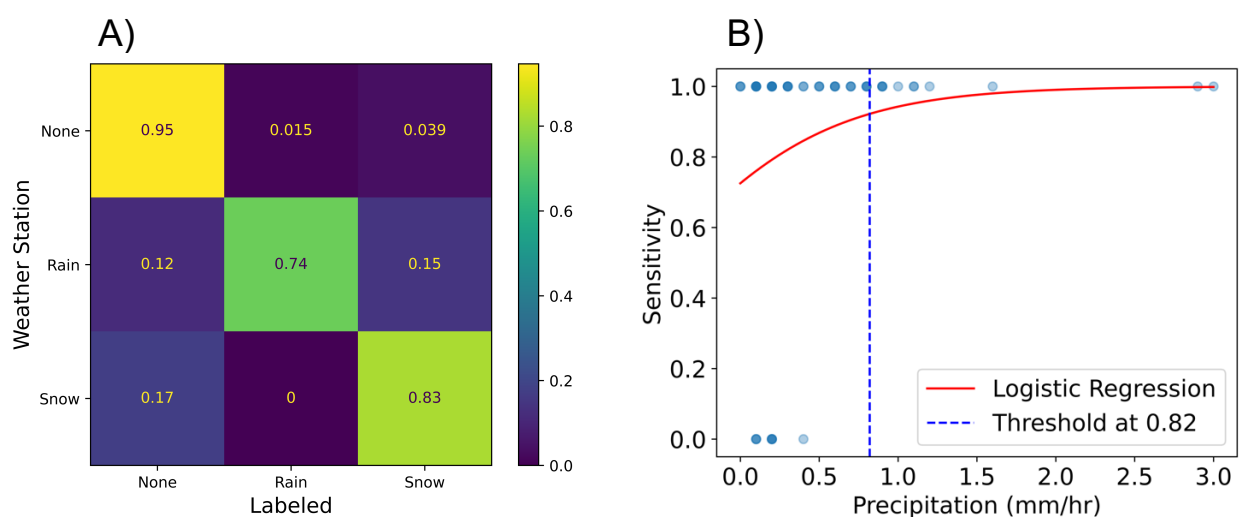 A)
None
Rain
Snow
Weather Station
0.95 0.015 0.039
0.12 0.74 0.15
0.17 0 0.83
None Rain Snow
Labeled
0.8
0.6
0.4
0.2
0.0
B)
1.0
0.8
0.6
0.4
0.2
0.0
Sensitivity
Logistic Regression
Threshold at 0.82
0.0 0.5 1.0 1.5 2.0 2.5 3.0
Precipitation (mm/hr)